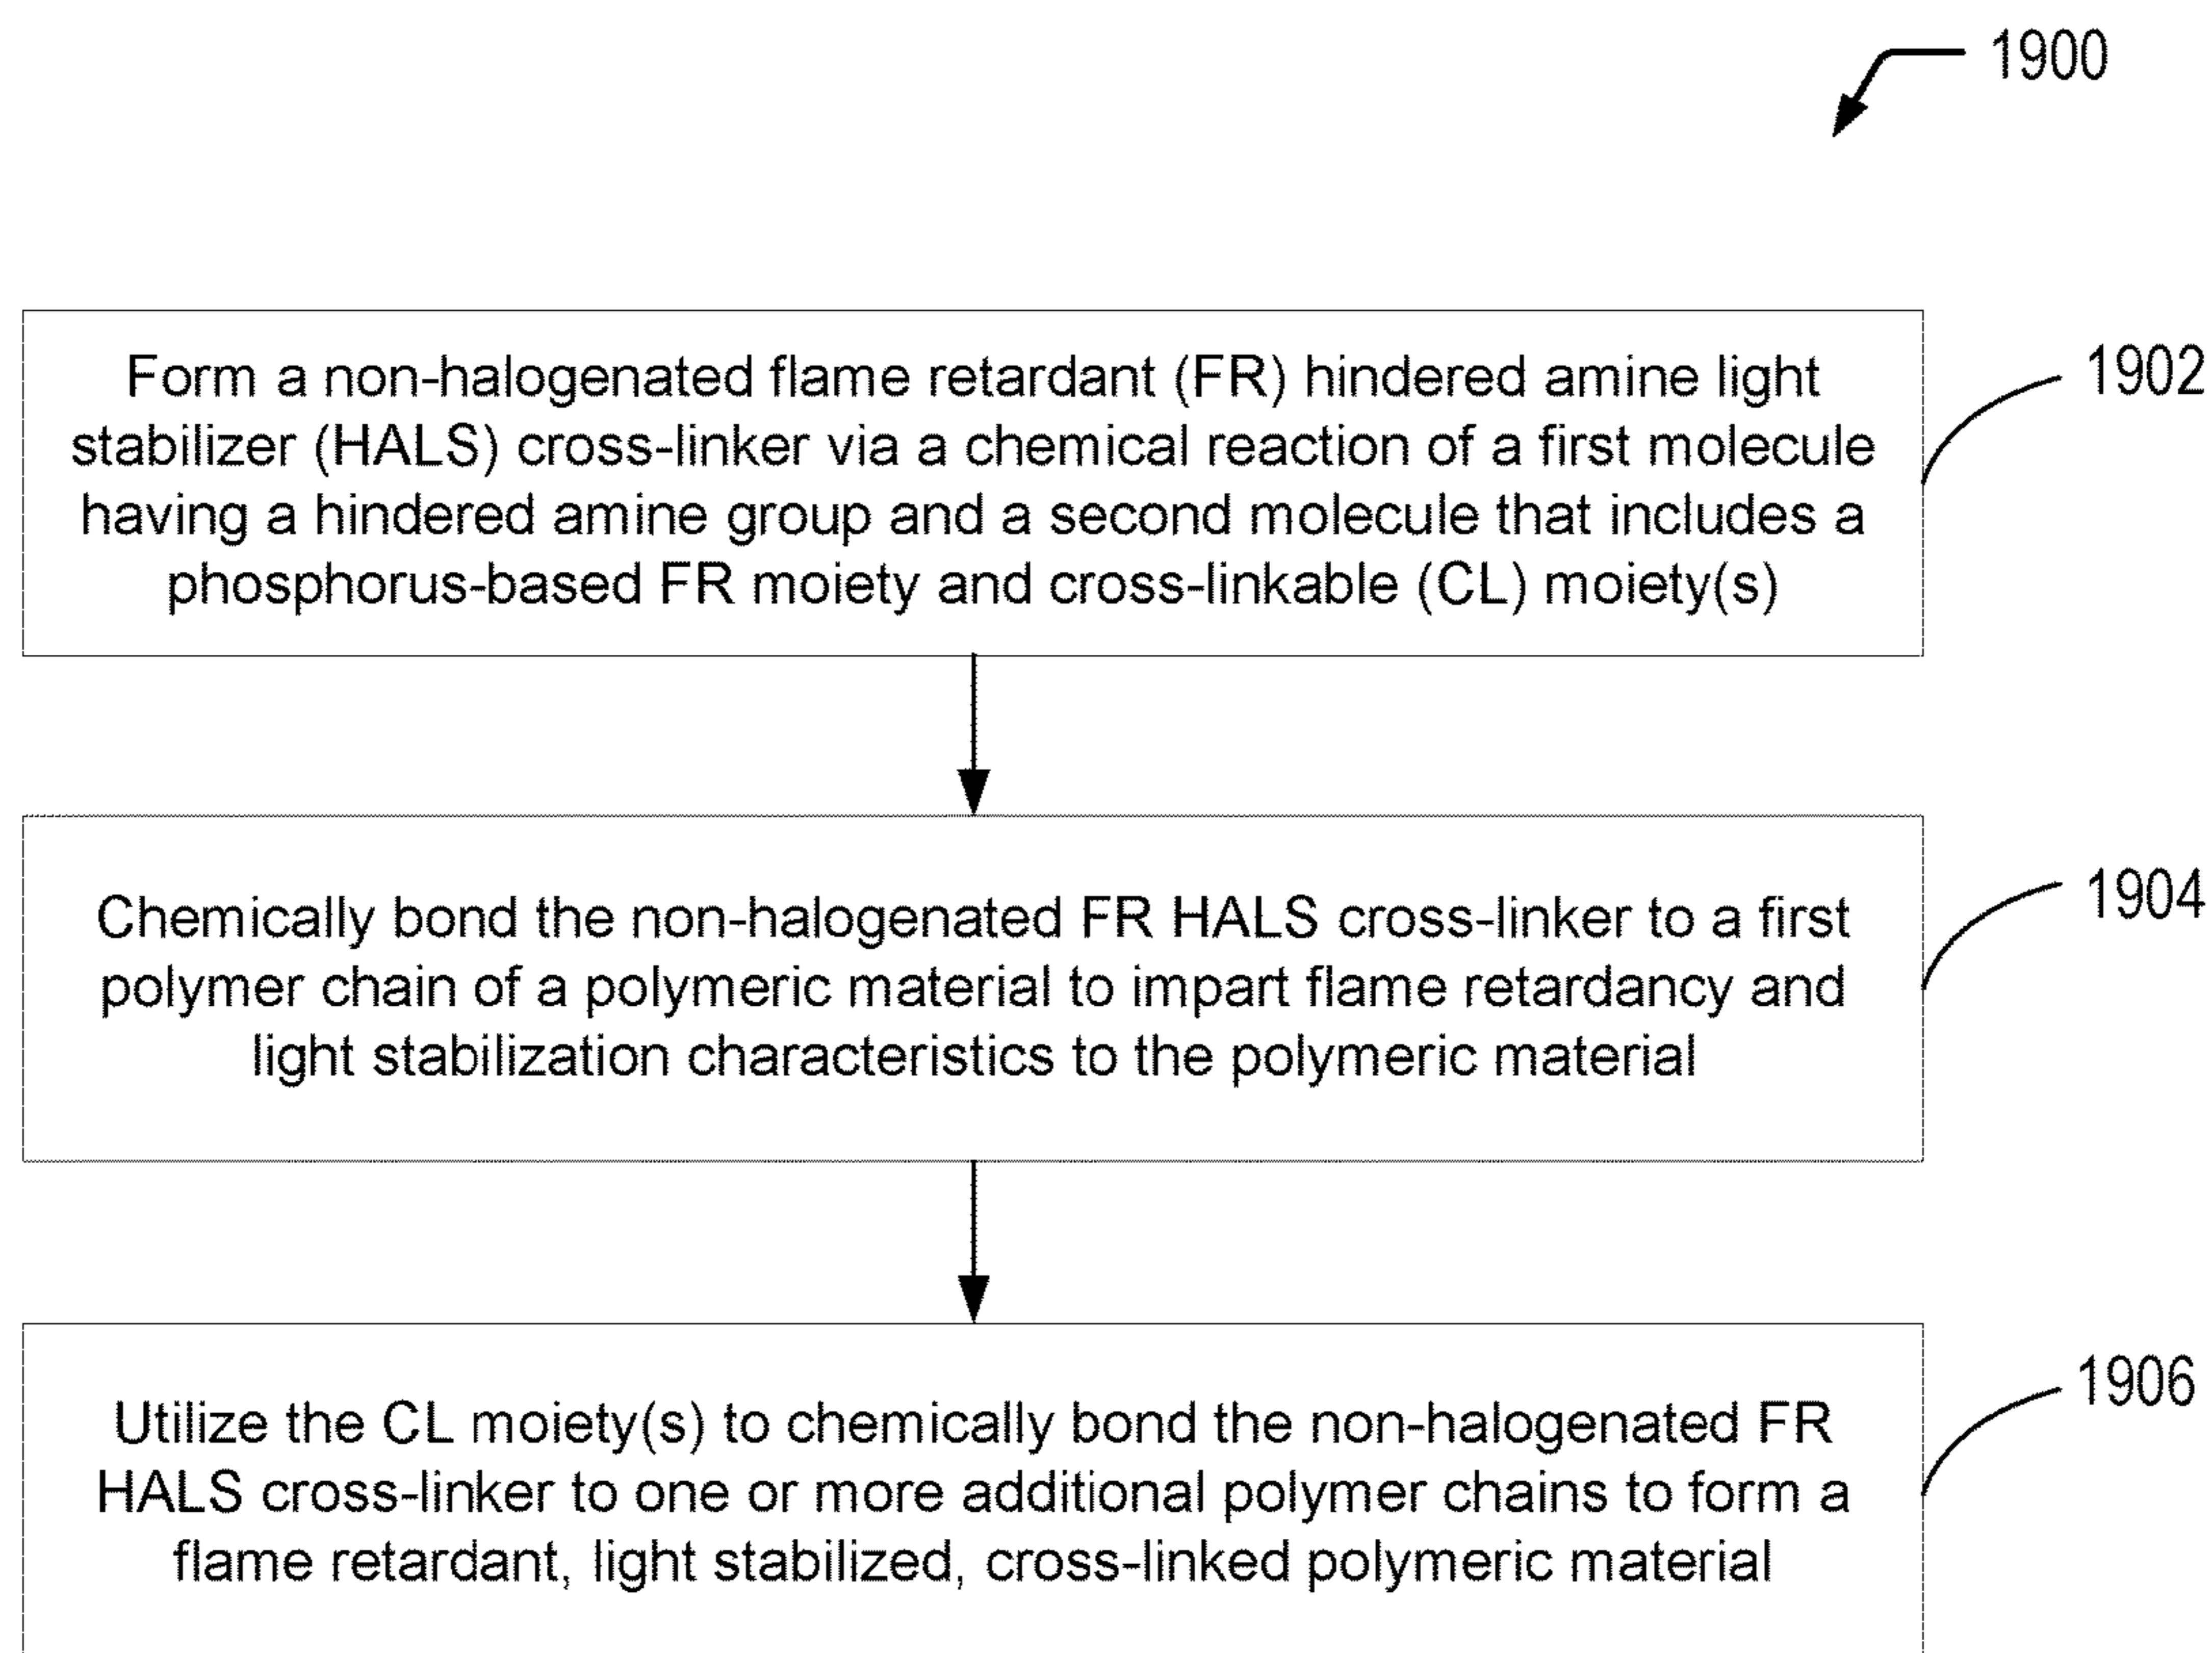 1900
Form a non-halogenated flame retardant (FR) hindered amine light
stabilizer (HALS) cross-linker via a chemical reaction of a first molecule
having a hindered amine group and a second molecule that includes a
phosphorus-based FR moiety and cross-linkable (CL) moiety(s)
1902
Chemically bond the non-halogenated FR HALS cross-linker to a first
polymer chain of a polymeric material to impart flame retardancy and
light stabilization characteristics to the polymeric material
1904
Utilize the CL moiety(s) to chemically bond the non-halogenated FR
HALS cross-linker to one or more additional polymer chains to form a
flame retardant, light stabilized, cross-linked polymeric material
1906